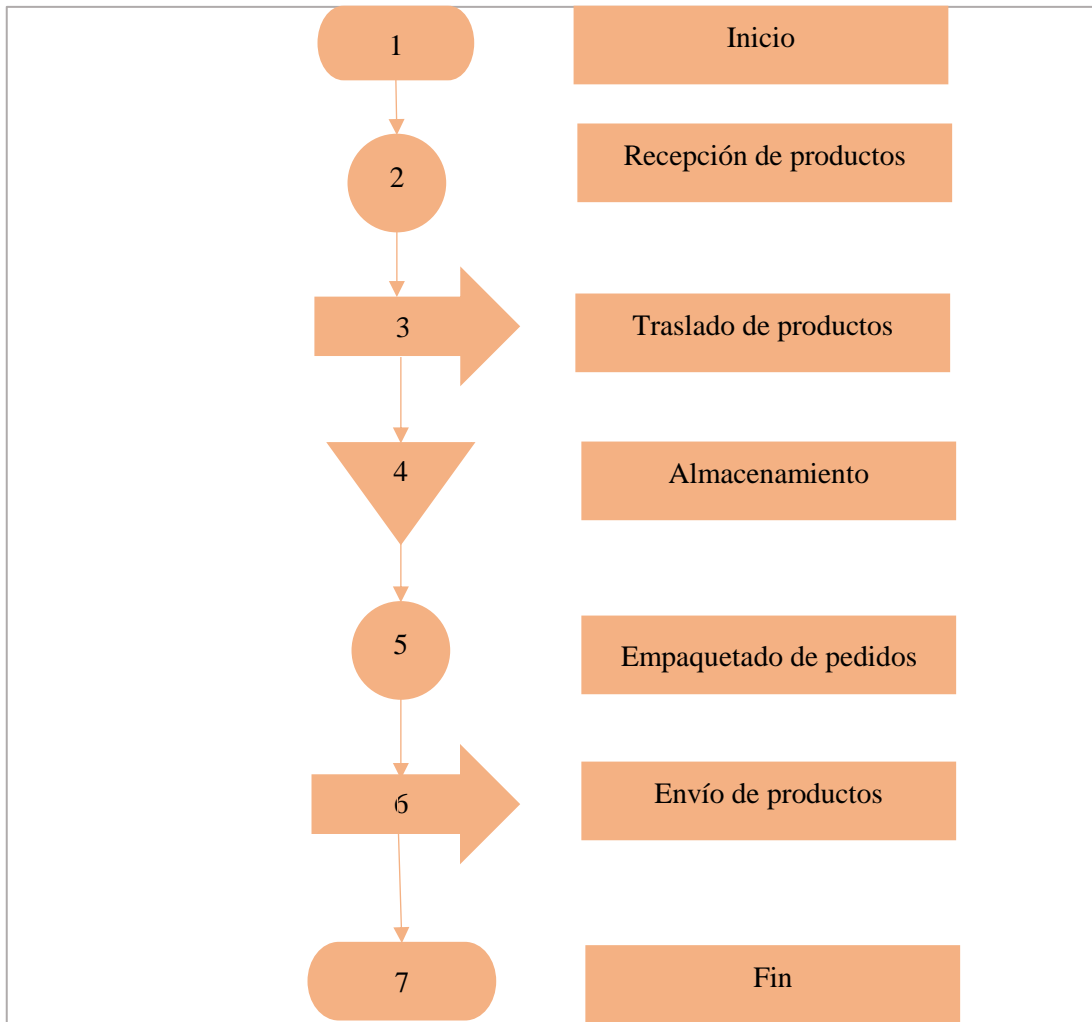 1
Inicio
2
Recepción de productos
3
Traslado de productos
4
Almacenamiento
5
Empaquetado de pedidos
6
Envío de productos
7
Fin